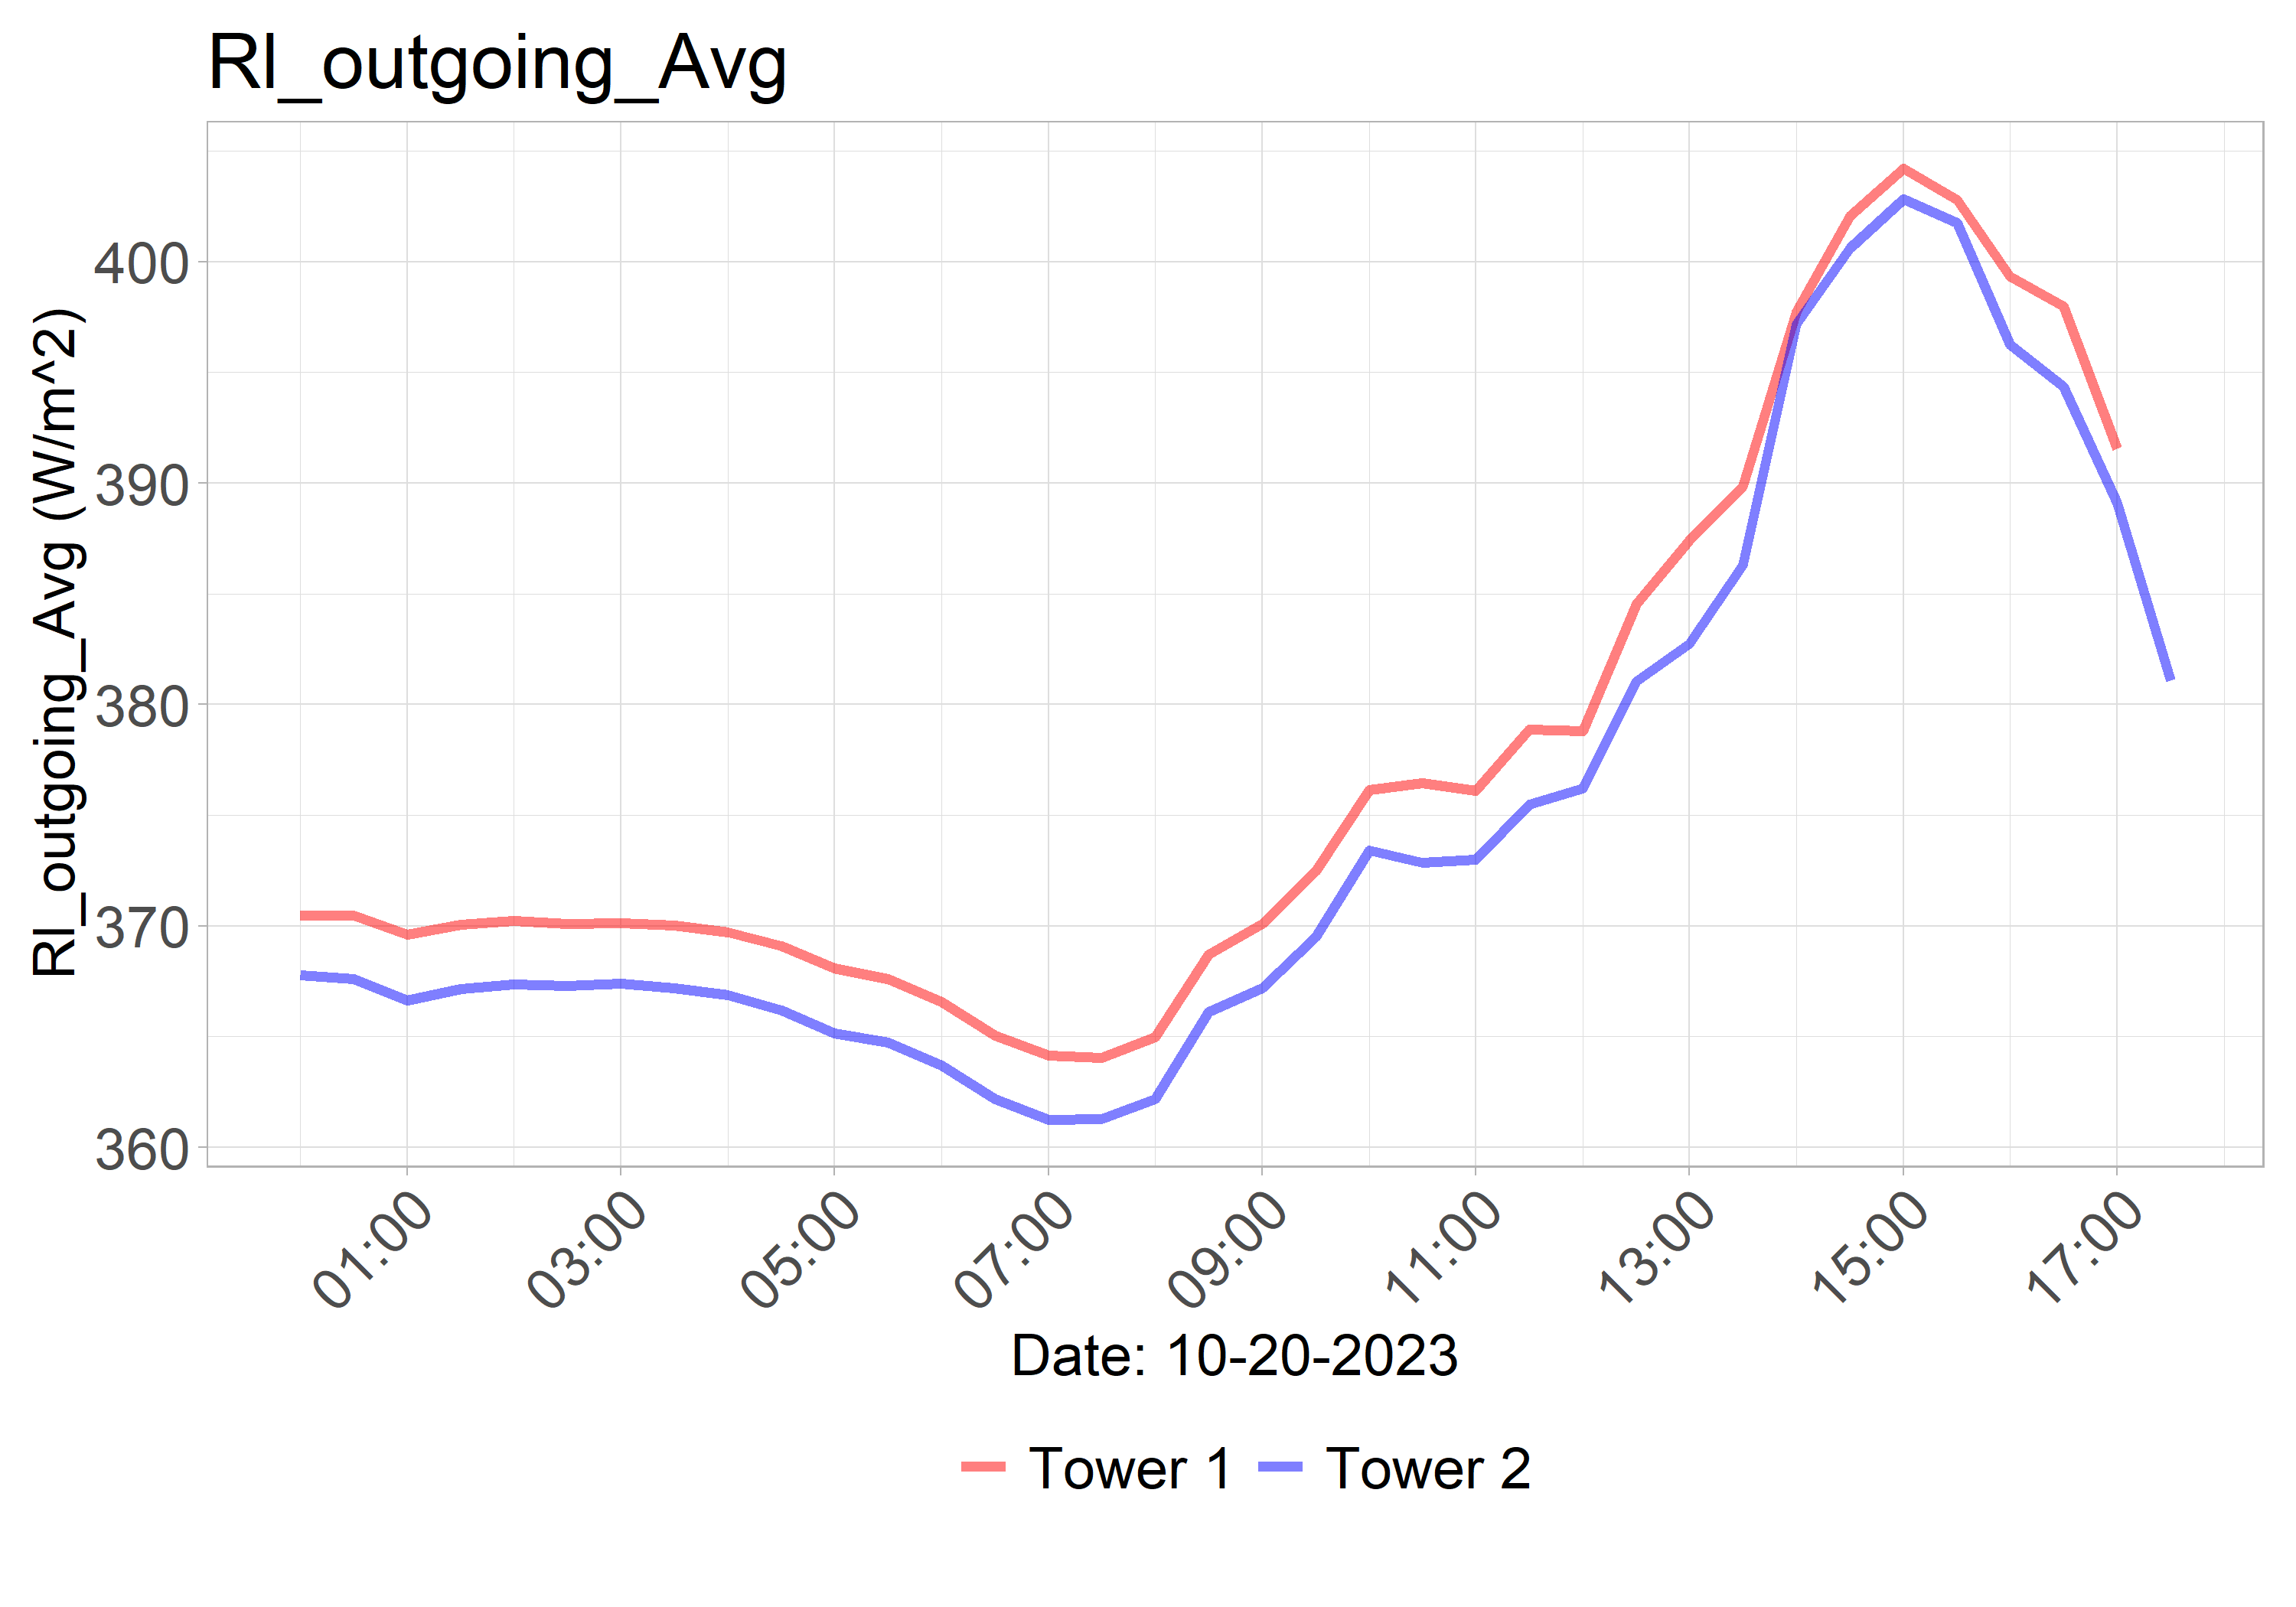 Rl_outgoing_Avg
Rl_outgoing_Avg (W/m^2)
400
390
380
370
360
01:00 03:00 05:00 07:00 09:00 11:00 13:00 15:00 17:00
Date: 10-20-2023
Tower 1 Tower 2